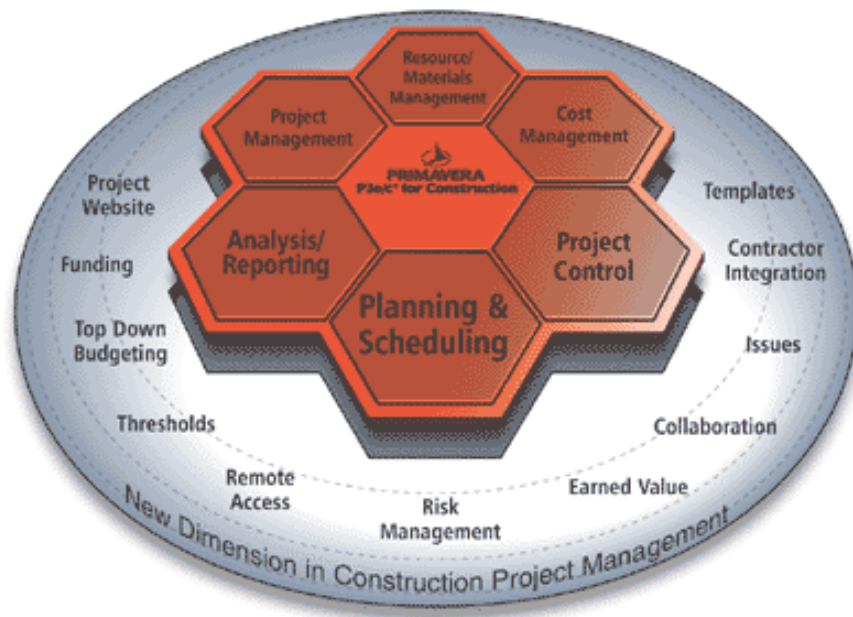 Resource/
Materials
Management
Project
Management
Cost
Management
PRIMAVERA
P3e/c® for Construction
Analysis/
Reporting
Project
Control
Planning &
Scheduling
Project
Website
Funding
Top Down
Budgeting
Thresholds
Remote
Access
Risk
Management
Earned Value
Collaboration
Issues
Contractor
Integration
Templates
New Dimension in Construction Project Management